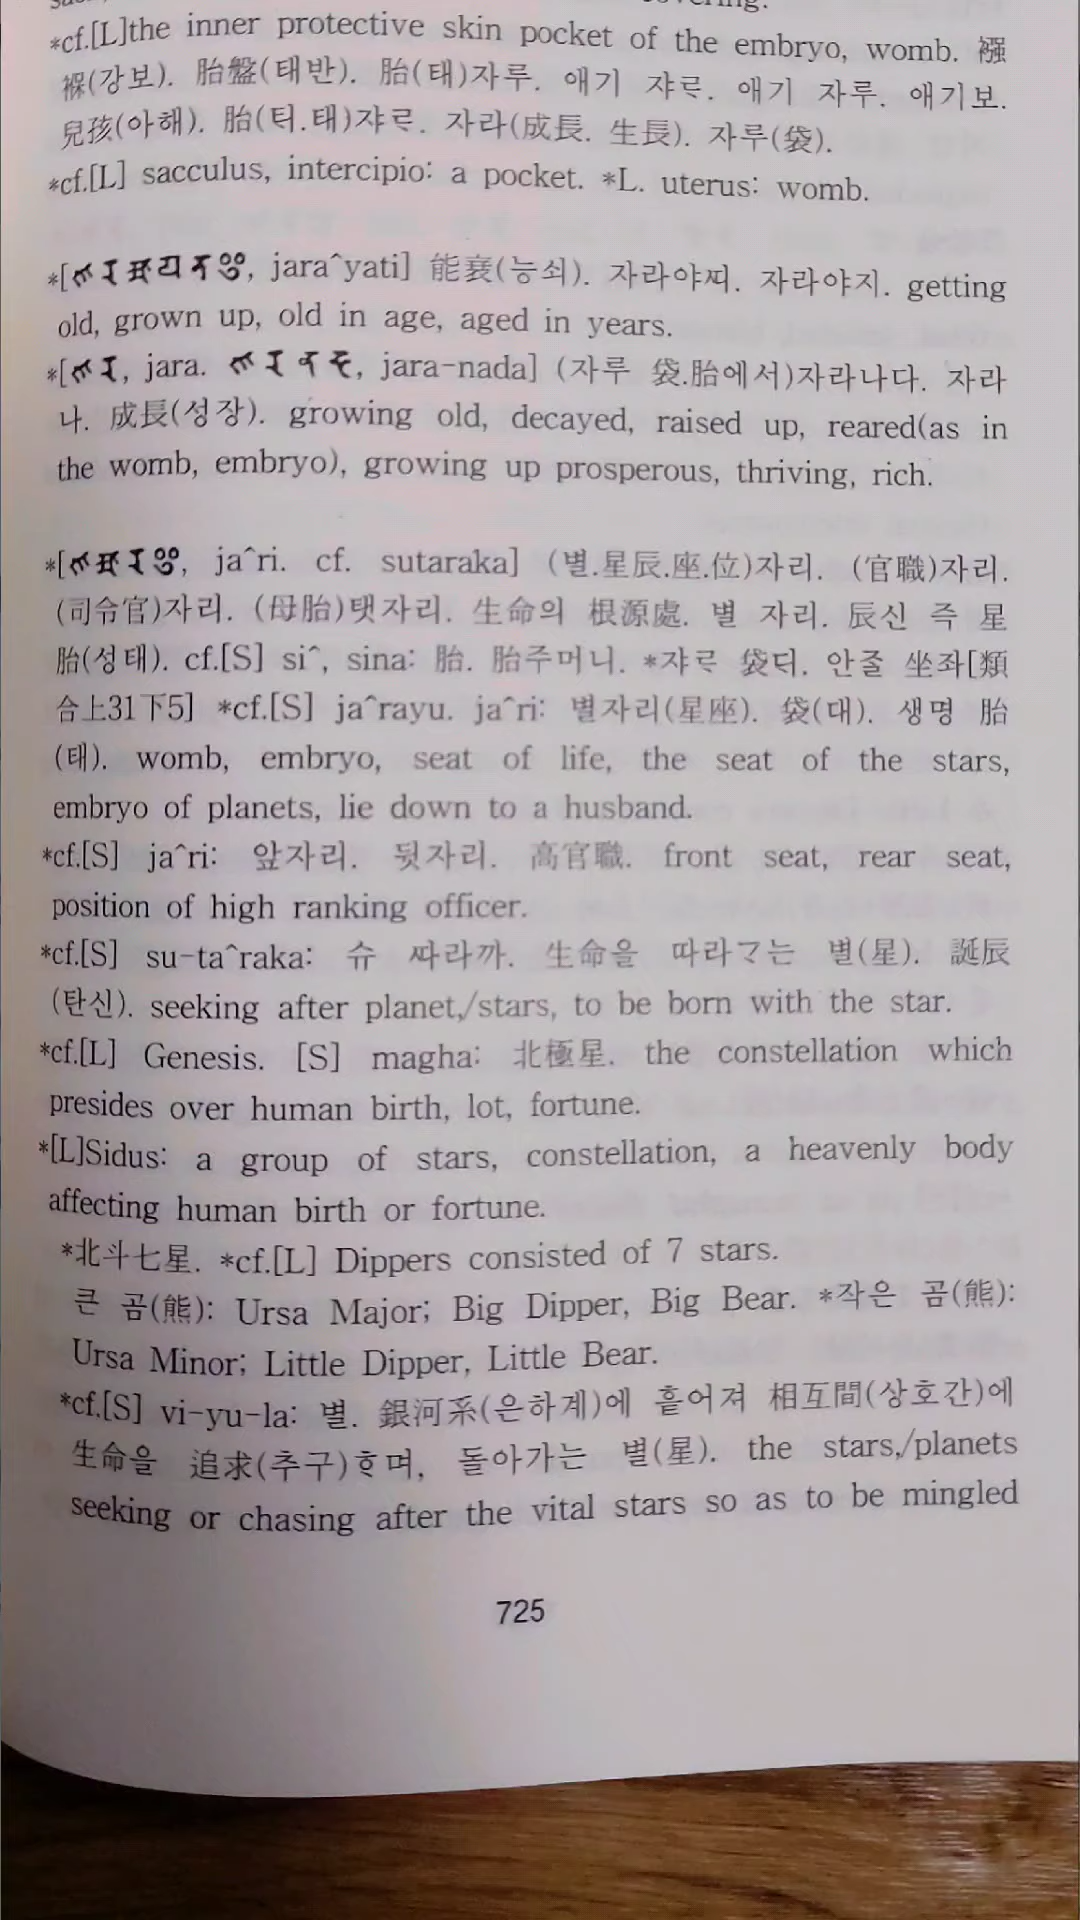 *cf.[L]the inner protective skin pocket of the embryo, womb. 襁
褓(강보). 胎盤(태반). 胎(태)자루. 애기 쟈르. 애기 자루. 애기보.
兒孩(아해). 胎(터.태)쟈르. 자라(成長. 生長). 자루(袋).
*cf.[L] sacculus, intercipio: a pocket. *L. uterus: womb.
*[ , jara^yati] 能衰(능쇠). 자라야찌. 자라야지. getting
old, grown up, old in age, aged in years.
*[ , jara. , jara-nada] (자루 袋.胎에서)자라나다. 자라
나. 成長(성장). growing old, decayed, raised up, reared(as in
the womb, embryo), growing up prosperous, thriving, rich.
*[ , ja^ri. cf. sutaraka] (별.星辰.座.位)자리. (官職)자리.
(司令官)자리. (母胎)탯자리. 生命의 根源處. 별 자리. 辰신 즉 星
胎(성태). cf.[S] si^, sina: 胎. 胎주머니. *쟈르 袋디. 안줄 坐좌[類
合上31下5] *cf.[S] ja^rayu. ja^ri: 별자리(星座). 袋(대). 생명 胎
(태). womb, embryo, seat of life, the seat of the stars,
embryo of planets, lie down to a husband.
*cf.[S] ja^ri: 앞자리. 뒷자리. 高官職. front seat, rear seat,
position of high ranking officer.
*cf.[S] su-ta^raka: 슈 따라까. 生命을 는 별(星). 誕辰
(탄신). seeking after planet,/stars, to be born with the star.
*cf.[L] Genesis. [S] magha: 北極星. the constellation which
presides over human birth, lot, fortune.
*[L]Sidus: a group of stars, constellation, a heavenly body
affecting human birth or fortune.
*北斗七星. *cf.[L] Dippers consisted of 7 stars.
큰 곰(熊): Ursa Major; Big Dipper, Big Bear. *작은 곰(熊):
Ursa Minor; Little Dipper, Little Bear.
*cf.[S] vi-yu-la: 별. 銀河系(은하계)에 흩어져 相互間(상호간)에
生命을 追求(추구)ᄒᆞ며, 돌아가는 별(星). the stars,/planets
seeking or chasing after the vital stars so as to be mingled
725